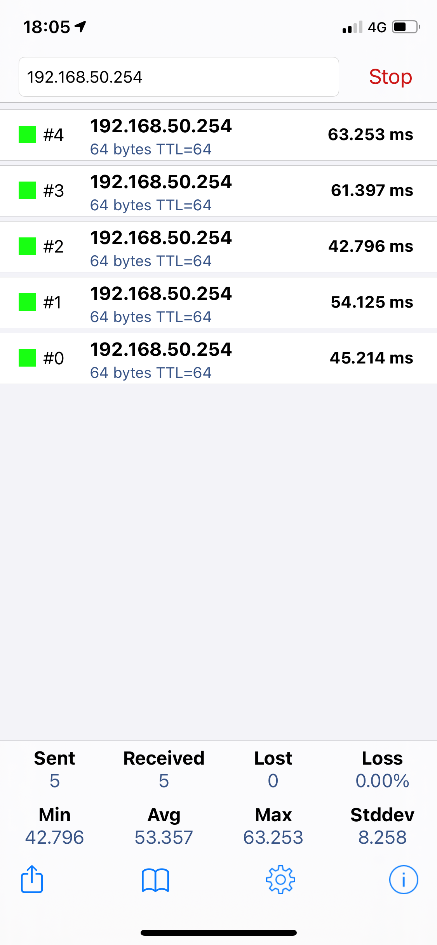 18:05
4G
192.168.50.254
Stop
#4
192.168.50.254
64 bytes TTL=64
63.253 ms
#3
192.168.50.254
64 bytes TTL=64
61.397 ms
#2
192.168.50.254
64 bytes TTL=64
42.796 ms
#1
192.168.50.254
64 bytes TTL=64
54.125 ms
#0
192.168.50.254
64 bytes TTL=64
45.214 ms
Sent Received Lost Loss
5 5 0 0.00%
Min Avg Max Stddev
42.796 53.357 63.253 8.258